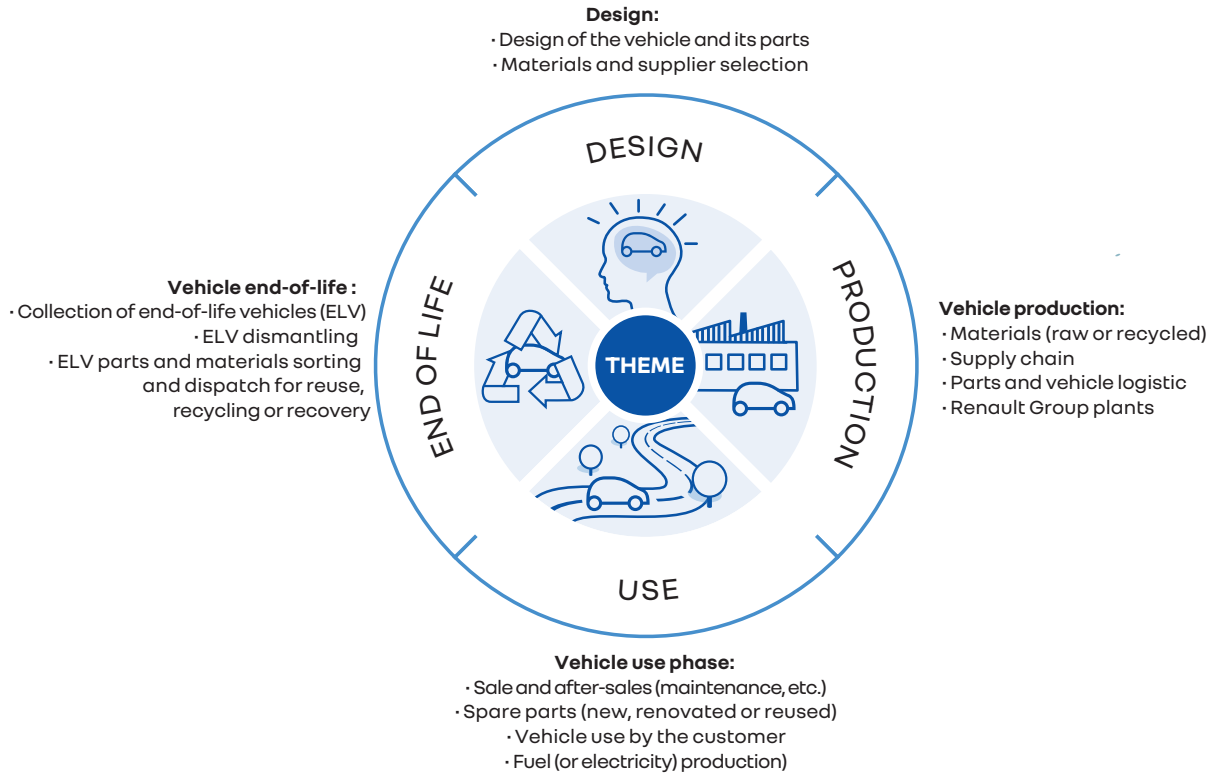 Design:
· Design of the vehicle and its parts
· Materials and supplier selection
DESIGN
PRODUCTION
USE
END OF LIFE
THEME
Vehicle end-of-life :
· Collection of end-of-life vehicles (ELV)
· ELV dismantling
· ELV parts and materials sorting
and dispatch for reuse,
recycling or recovery
Vehicle production:
· Materials (raw or recycled)
· Supply chain
· Parts and vehicle logistic
· Renault Group plants
Vehicle use phase:
· Sale and after-sales (maintenance, etc.)
· Spare parts (new, renovated or reused)
· Vehicle use by the customer
· Fuel (or electricity) production)